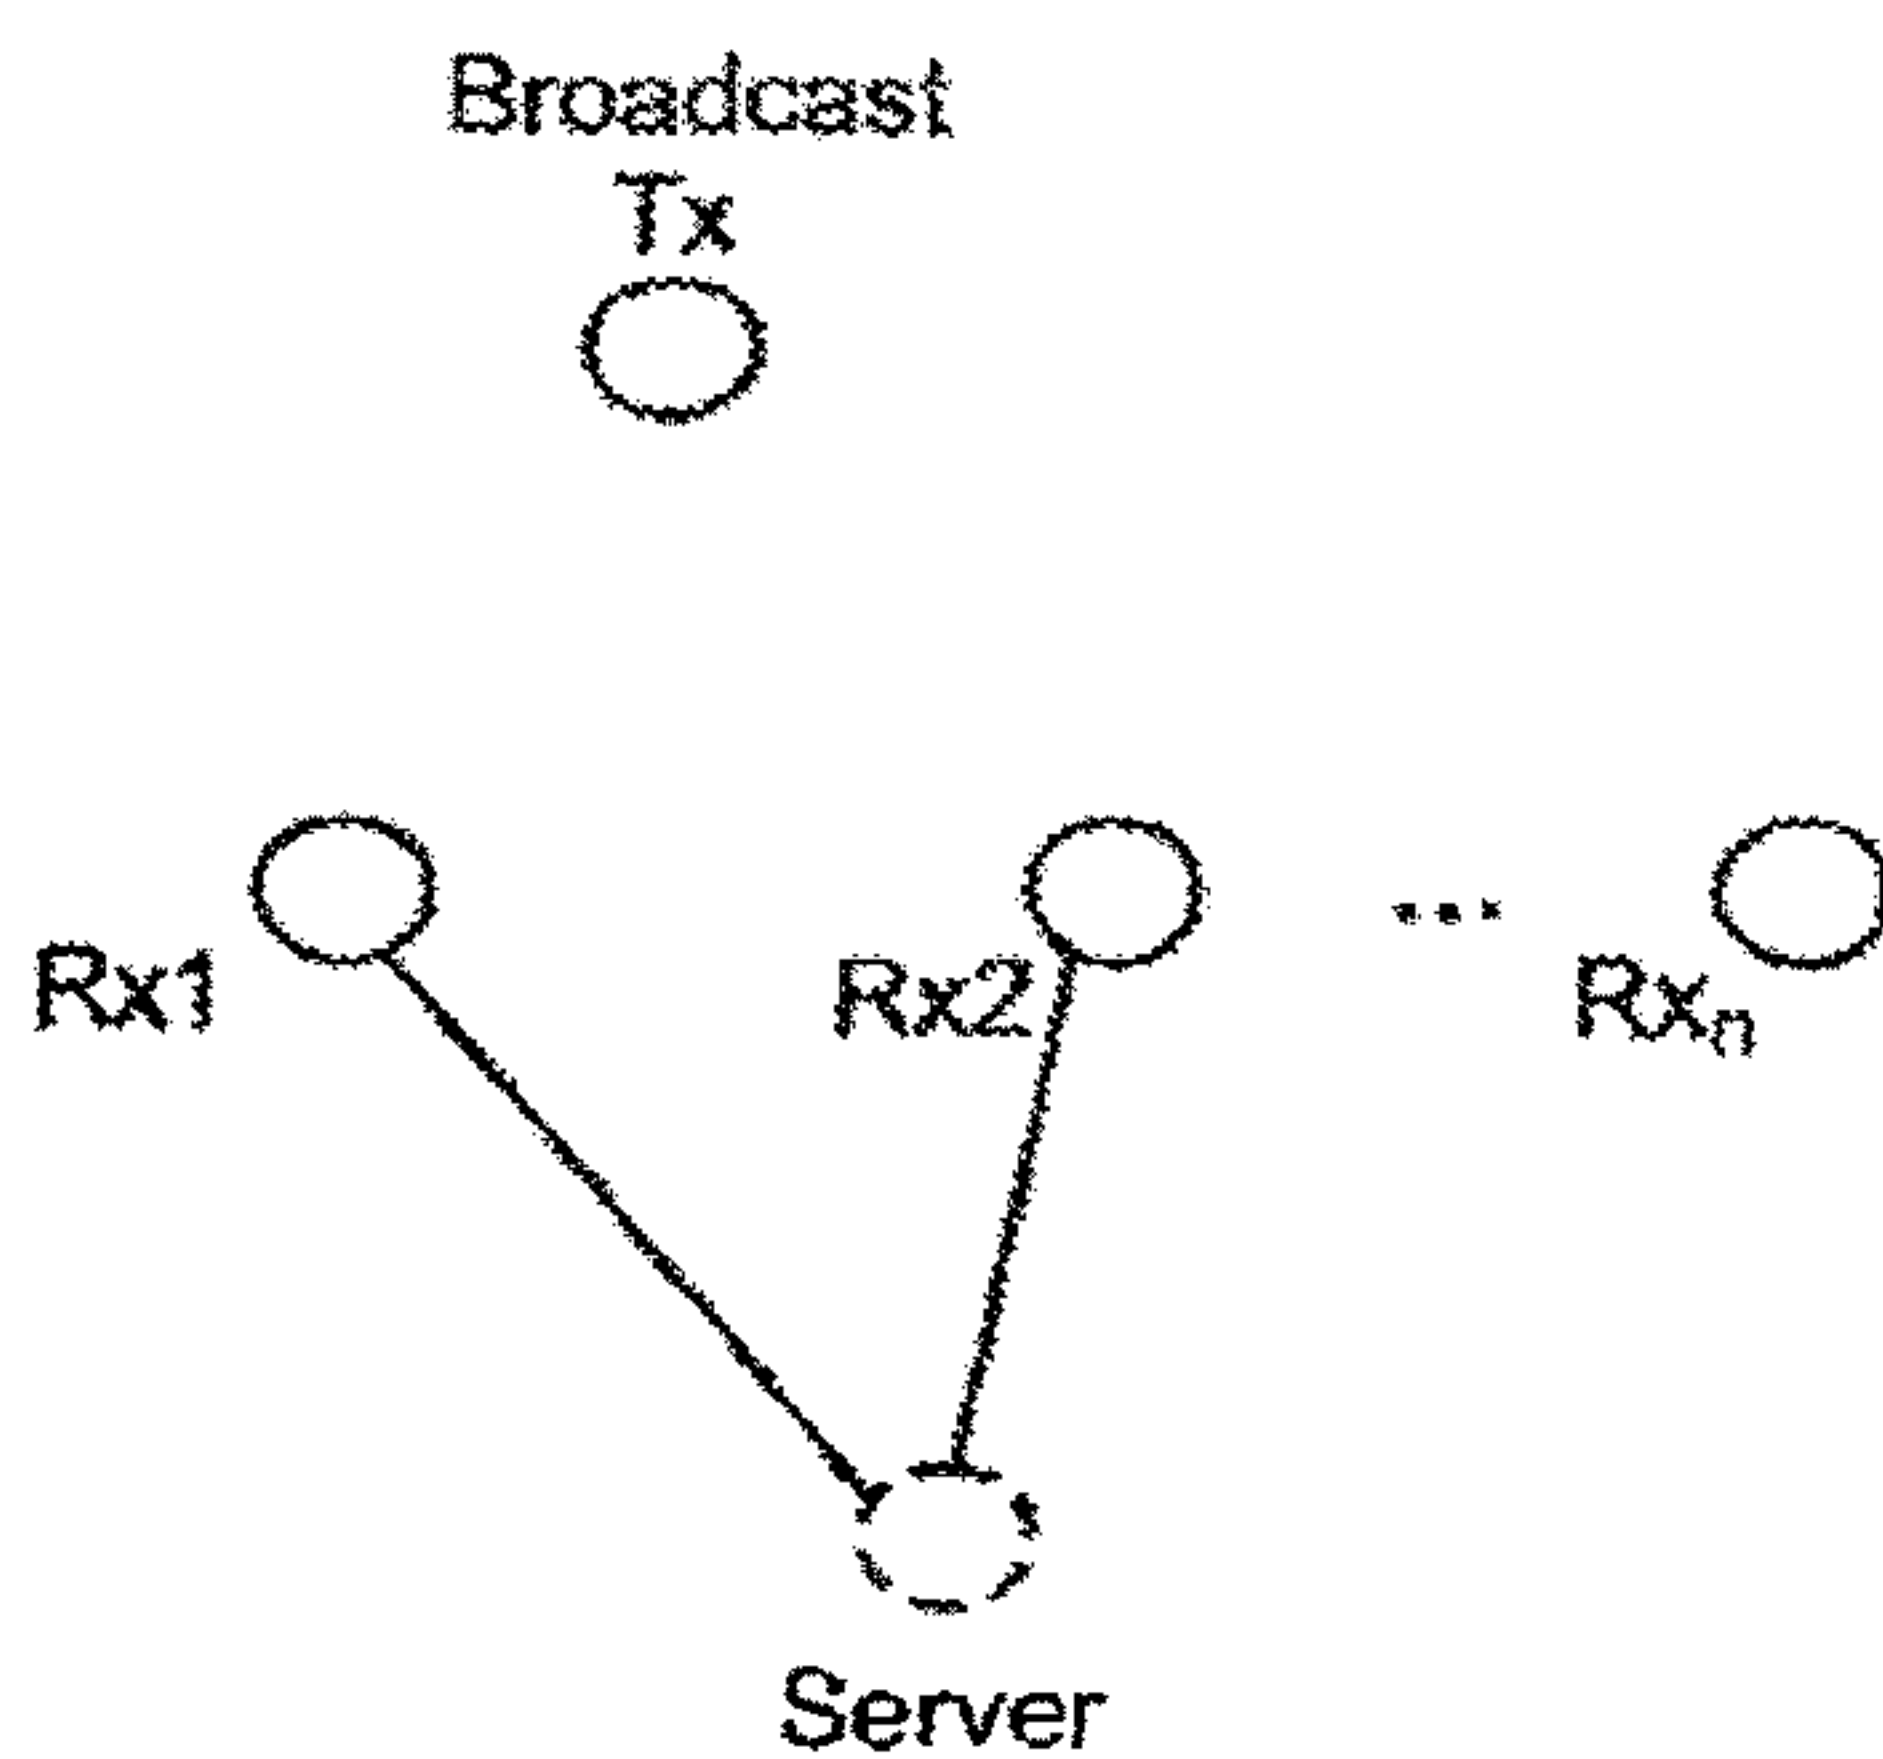 Broadcast
Tx
Rx1
Rx2
...
Rxn
Server